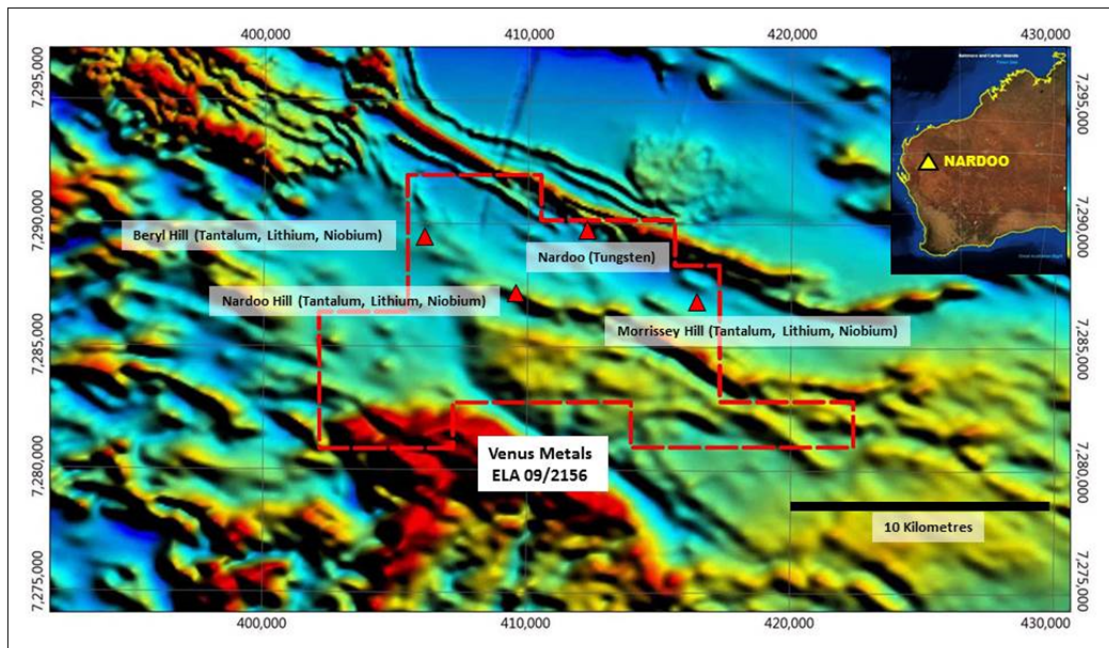 400,000
410,000
420,000
430,000
7,295,000
7,295,000
NARDOO
7,290,000
7,290,000
Beryl Hill (Tantalum, Lithium, Niobium)
Nardoo (Tungsten)
Nardoo Hill (Tantalum, Lithium, Niobium)
Morrissey Hill (Tantalum, Lithium, Niobium)
7,285,000
7,285,000
Venus Metals
ELA 09/2156
7,280,000
7,280,000
10 Kilometres
7,275,000
7,275,000
400,000
410,000
420,000
430,000